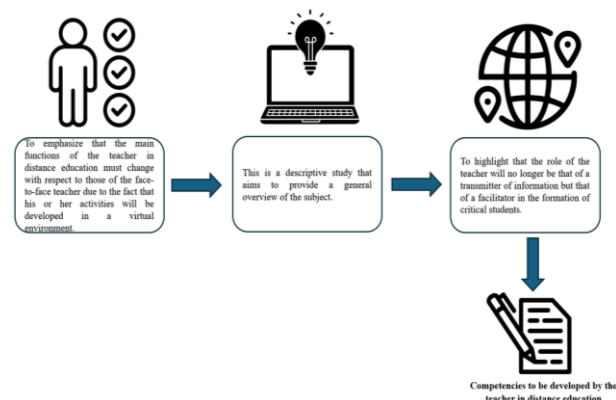 To emphasize that the main
functions of the teacher in
distance education must change
with respect to those of the face-
to-face teacher due to the fact that
his or her activities will be
developed in a virtual
environment.
This is a descriptive study that
aims to provide a general
overview of the subject.
To highlight that the role of the
teacher will no longer be that of a
transmitter of information but that
of a facilitator in the formation of
critical students.
Competencies to be developed by the
teacher in distance education